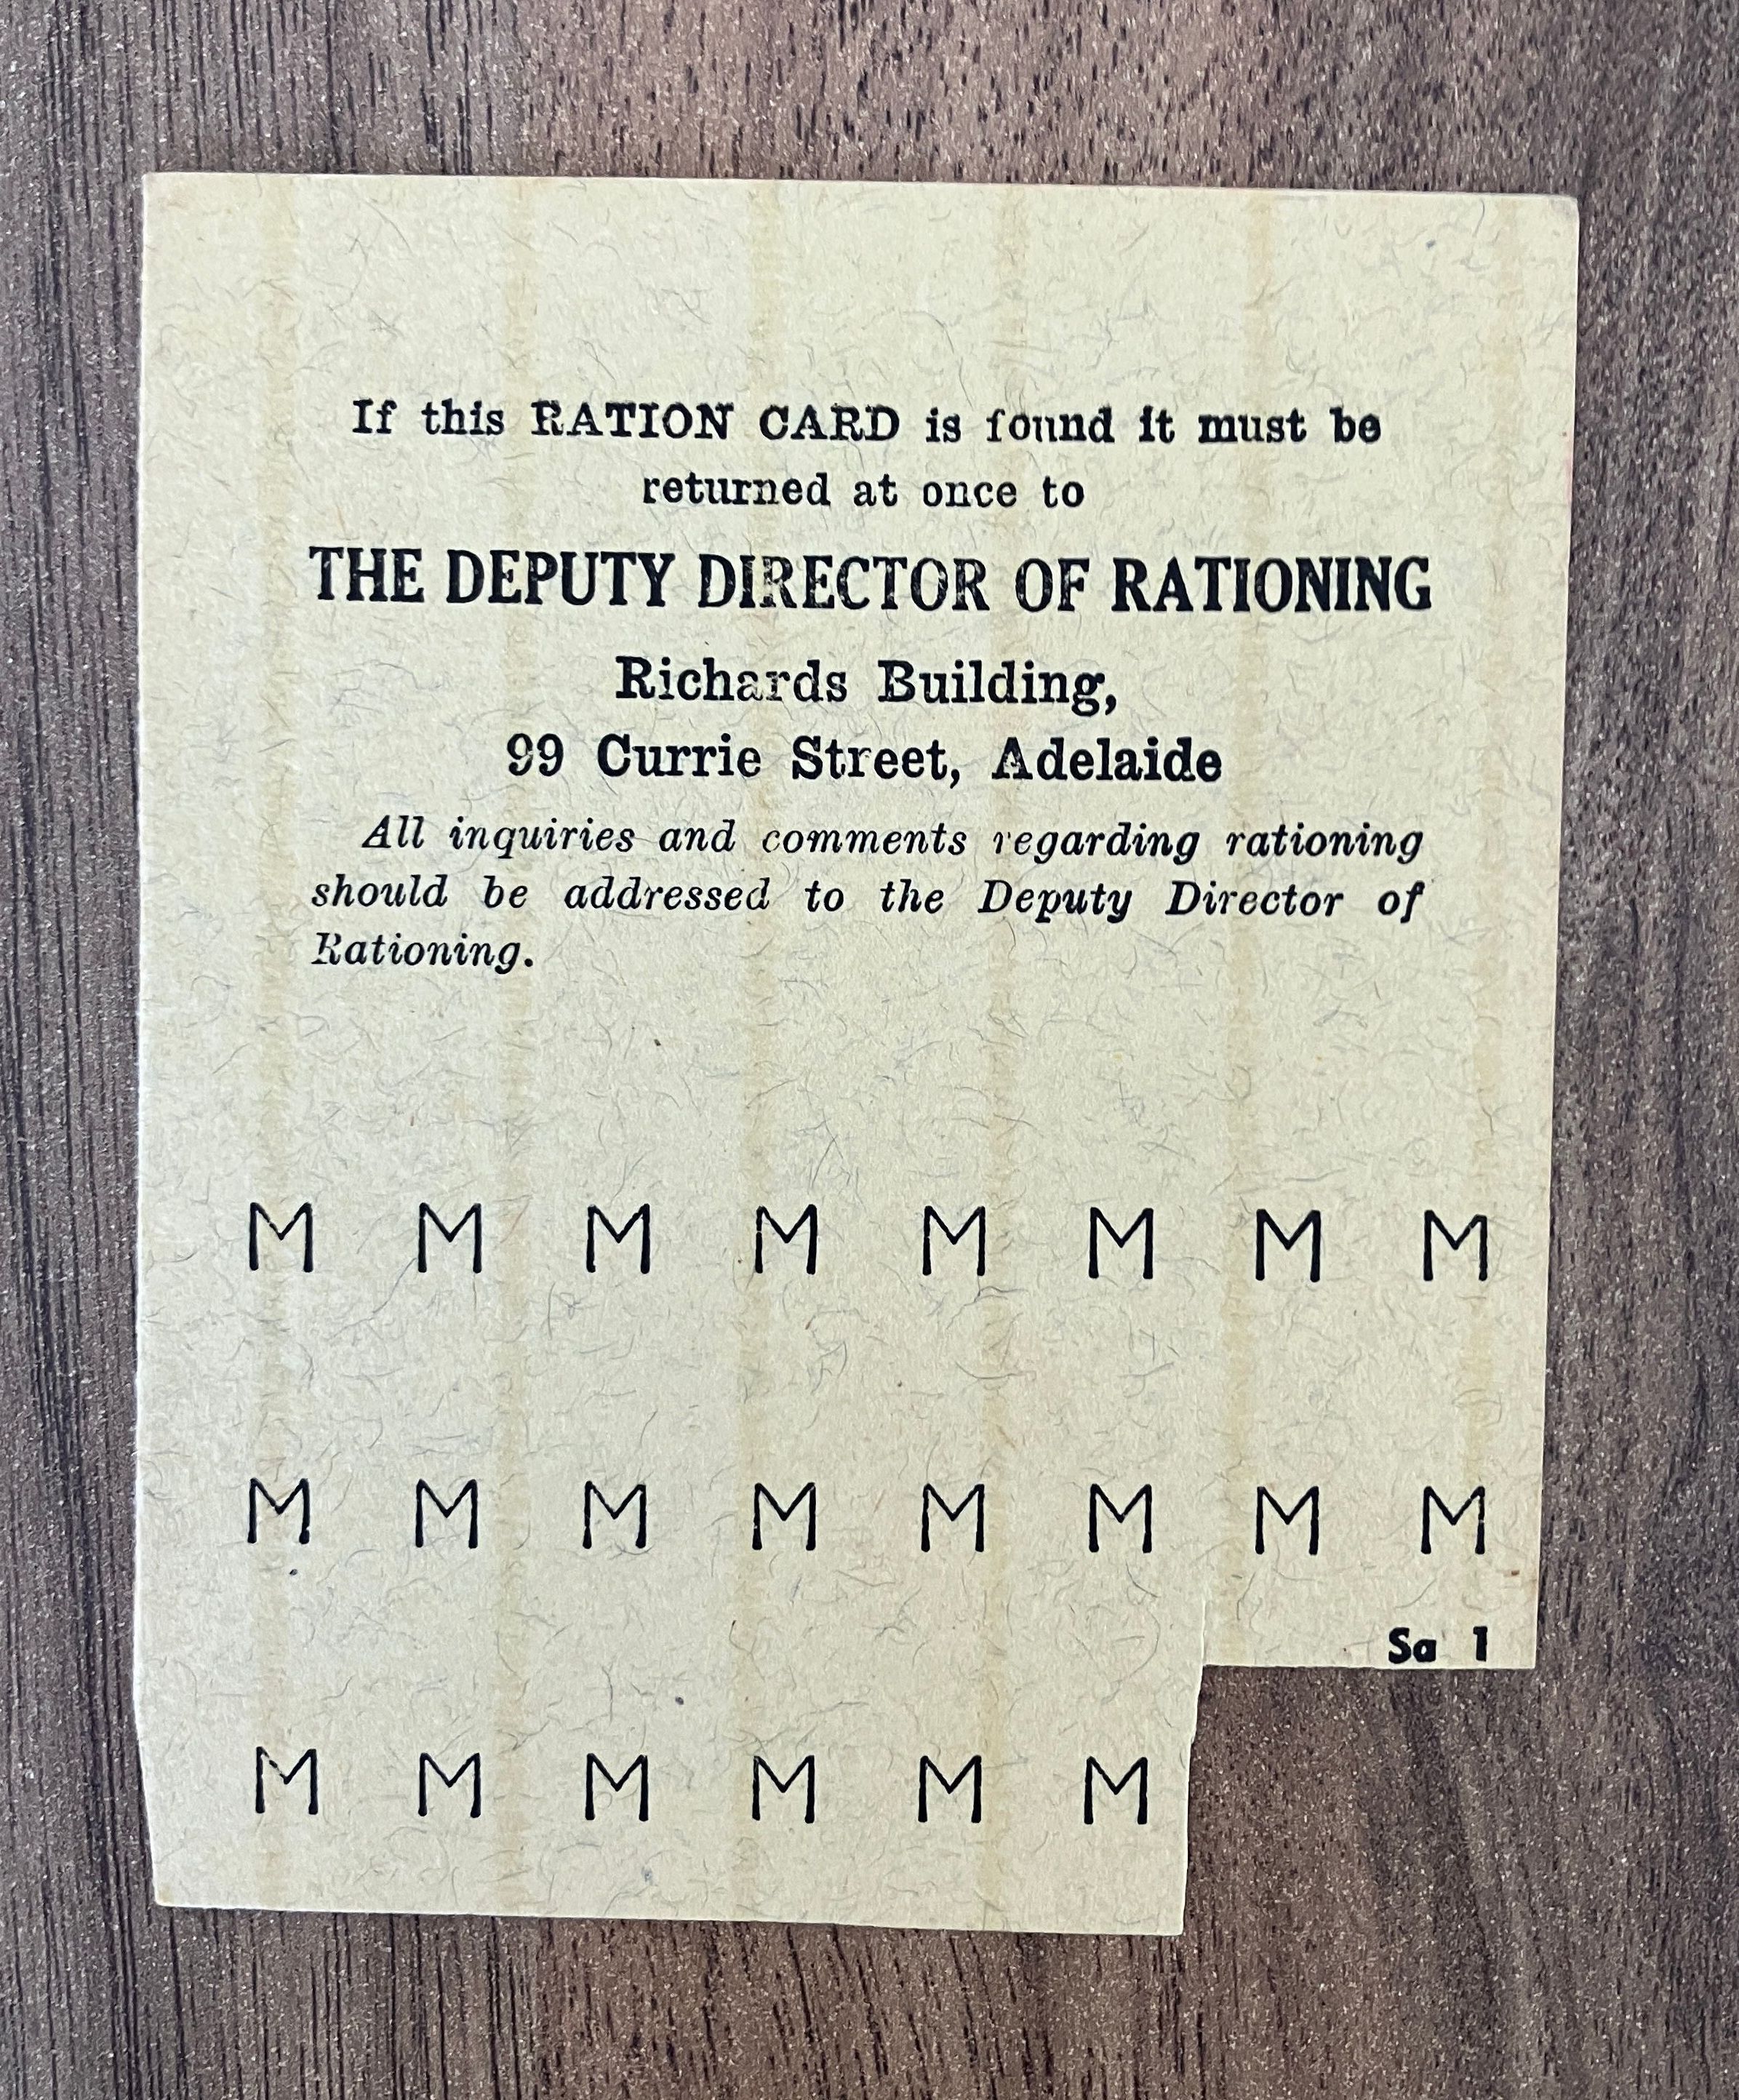 If this RATION CARD is found it must be
returned at once to
THE DEPUTY DIRECTOR OF RATIONING
Richards Building,
99 Currie Street, Adelaide
All inquiries and comments regarding rationing
should be addressed to the Deputy Director of
Rationing.
M M M M M M M M
M M M M M M M M
Sa 1
M M M M M M